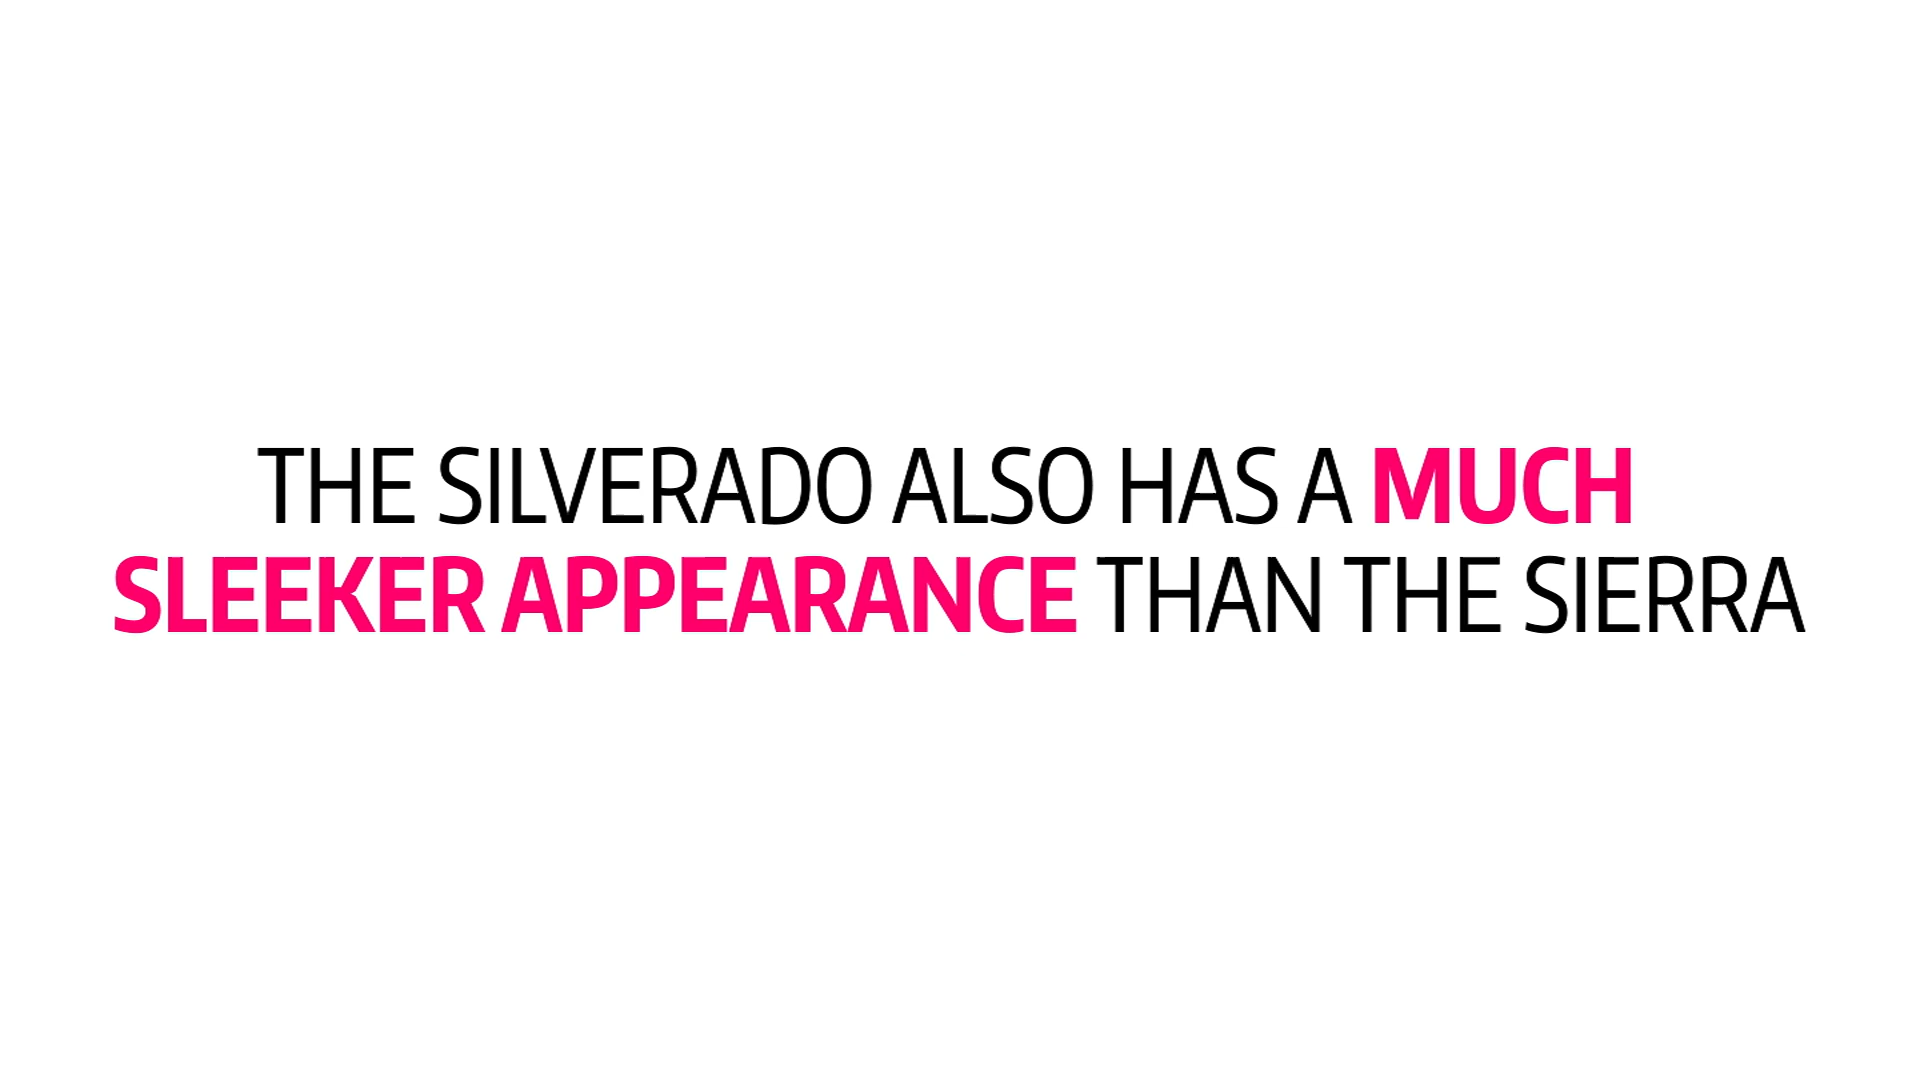 THE SILVERADO ALSO HAS A MUCH
SLEEKER APPEARANCE THAN THE SIERRA